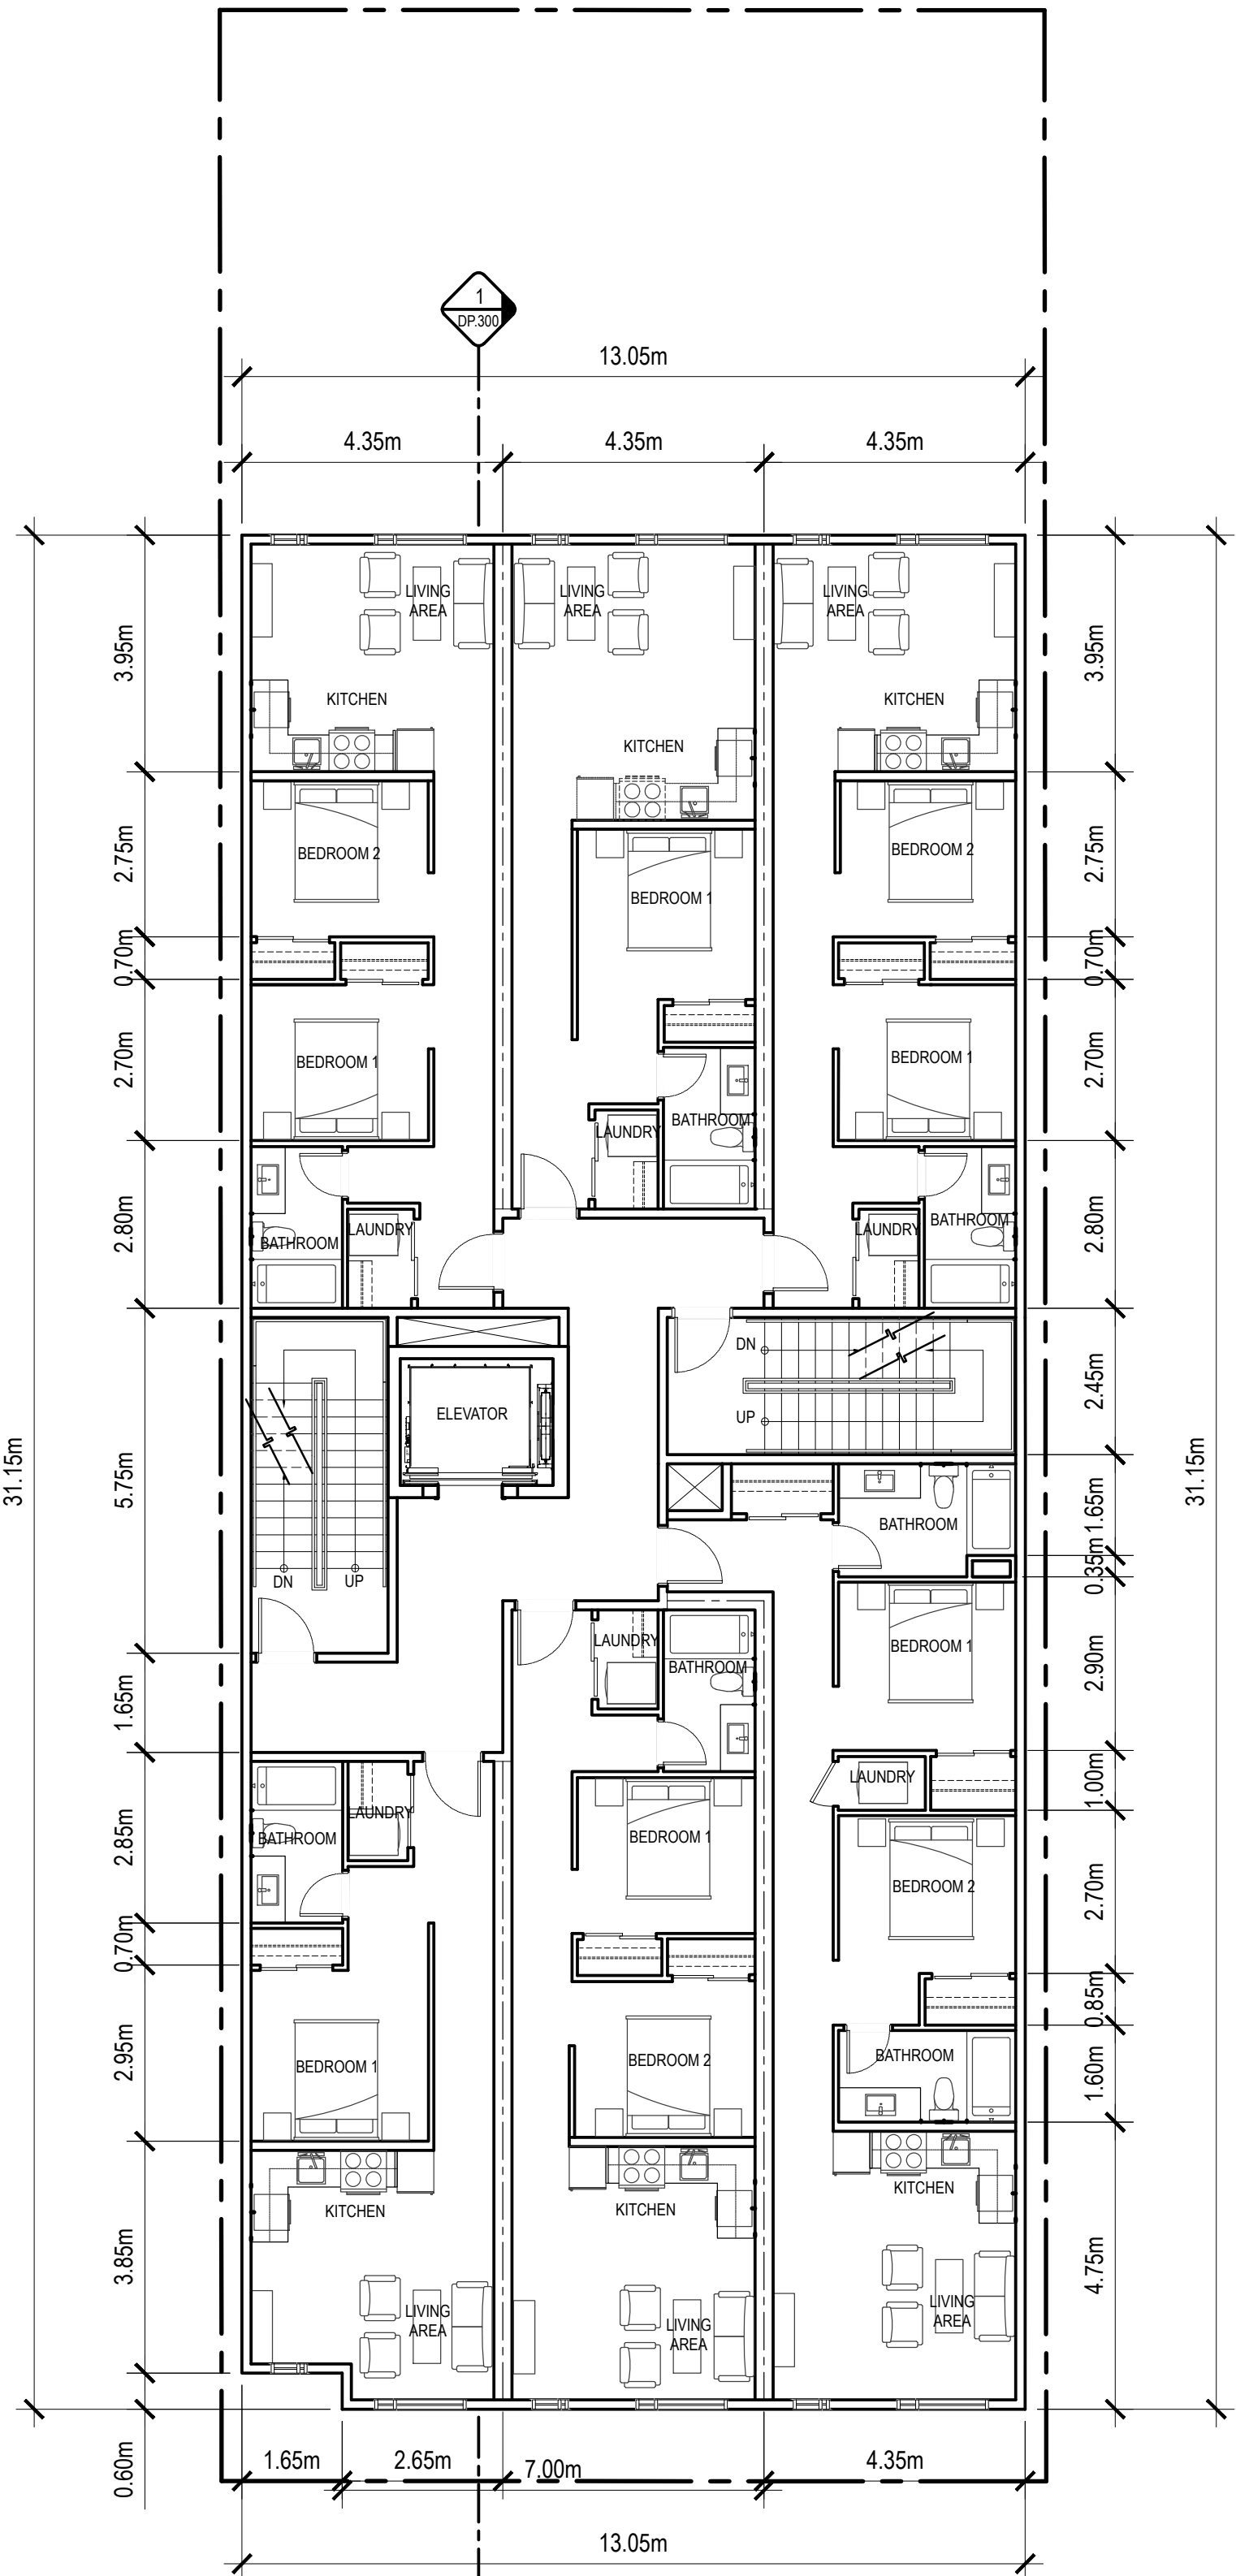 1
DP.300
13.05m
4.35m
4.35m
4.35m
LIVING
AREA
LIVING
AREA
LIVING
AREA
3.95m
3.95m
KITCHEN
KITCHEN
KITCHEN
2.75m
BEDROOM 2
BEDROOM 2
2.75m
BEDROOM 1
0.70m
0.70m
2.70m
BEDROOM 1
BEDROOM 1
2.70m
LAUNDRY
BATHROOM
2.80m
BATHROOM
LAUNDRY
LAUNDRY
BATHROOM
2.80m
DN
UP
2.45m
ELEVATOR
31.15m
5.75m
31.15m
BATHROOM
1.65m
0.35m
DN
UP
LAUNDRY
BATHROOM
BEDROOM 1
2.90m
1.65m
LAUNDRY
1.00m
2.85m
BATHROOM
LAUNDRY
BEDROOM 1
BEDROOM 2
2.70m
0.70m
0.85m
2.95m
BEDROOM 1
BEDROOM 2
BATHROOM
1.60m
KITCHEN
KITCHEN
KITCHEN
3.85m
4.75m
LIVING
AREA
LIVING
AREA
LIVING
AREA
0.60m
1.65m
2.65m
7.00m
4.35m
13.05m